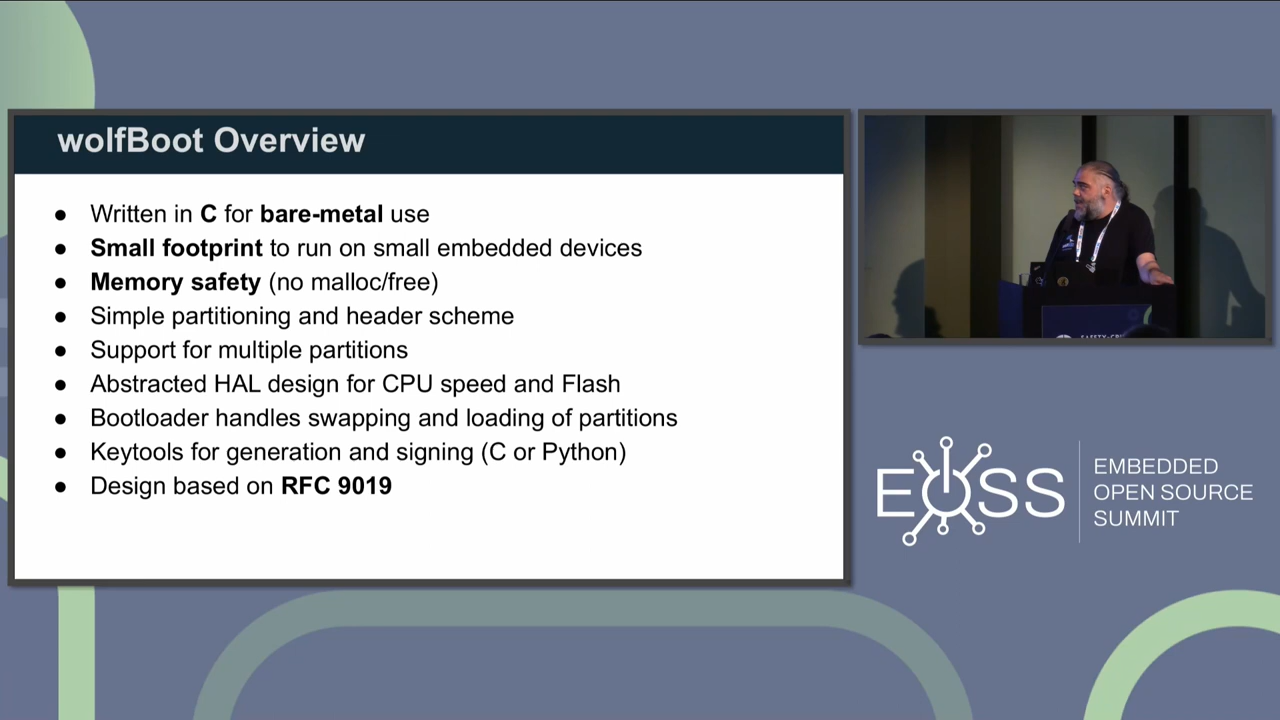 wolfBoot Overview
● Written in C for bare-metal use
● Small footprint to run on small embedded devices
● Memory safety (no malloc/free)
● Simple partitioning and header scheme
● Support for multiple partitions
● Abstracted HAL design for CPU speed and Flash
● Bootloader handles swapping and loading of partitions
● Keytools for generation and signing (C or Python)
● Design based on RFC 9019
EOSS
EMBEDDED
OPEN SOURCE
SUMMIT